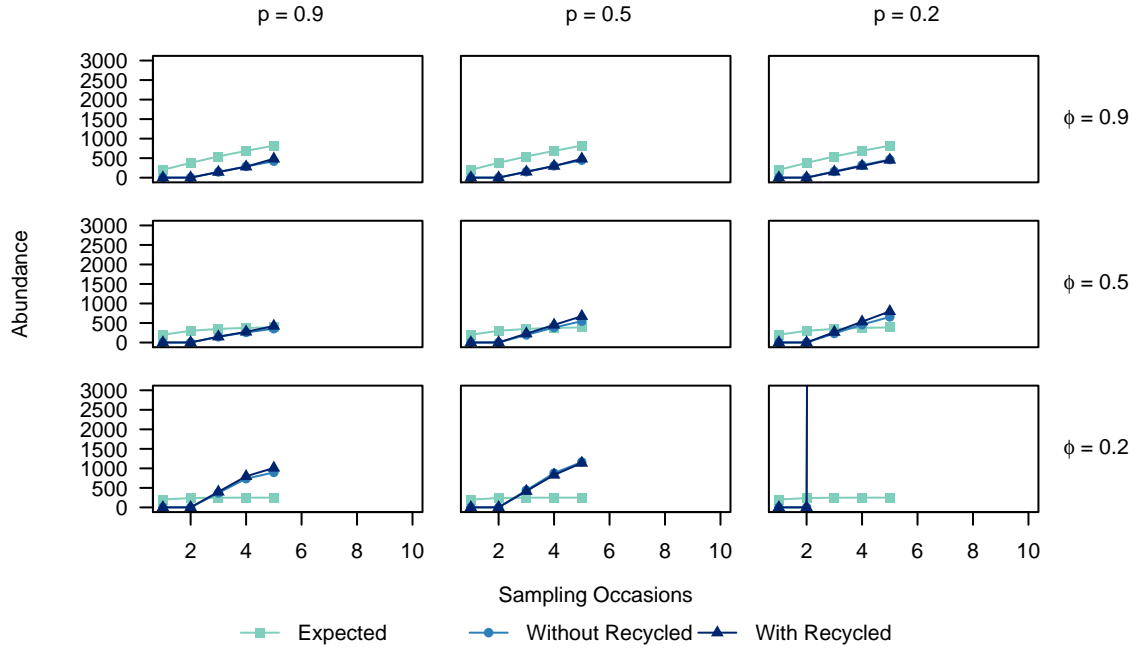 p = 0.9 p = 0.5 p = 0.2
3000
2500
2000
1500
1000
500
0
ϕ = 0.9
3000
2500
2000
1500
1000
500
0
ϕ = 0.5
3000
2500
2000
1500
1000
500
0
ϕ = 0.2
Abundance
2 4 6 8 10 2 4 6 8 10 2 4 6 8 10
Sampling Occasions
Expected Without Recycled With Recycled